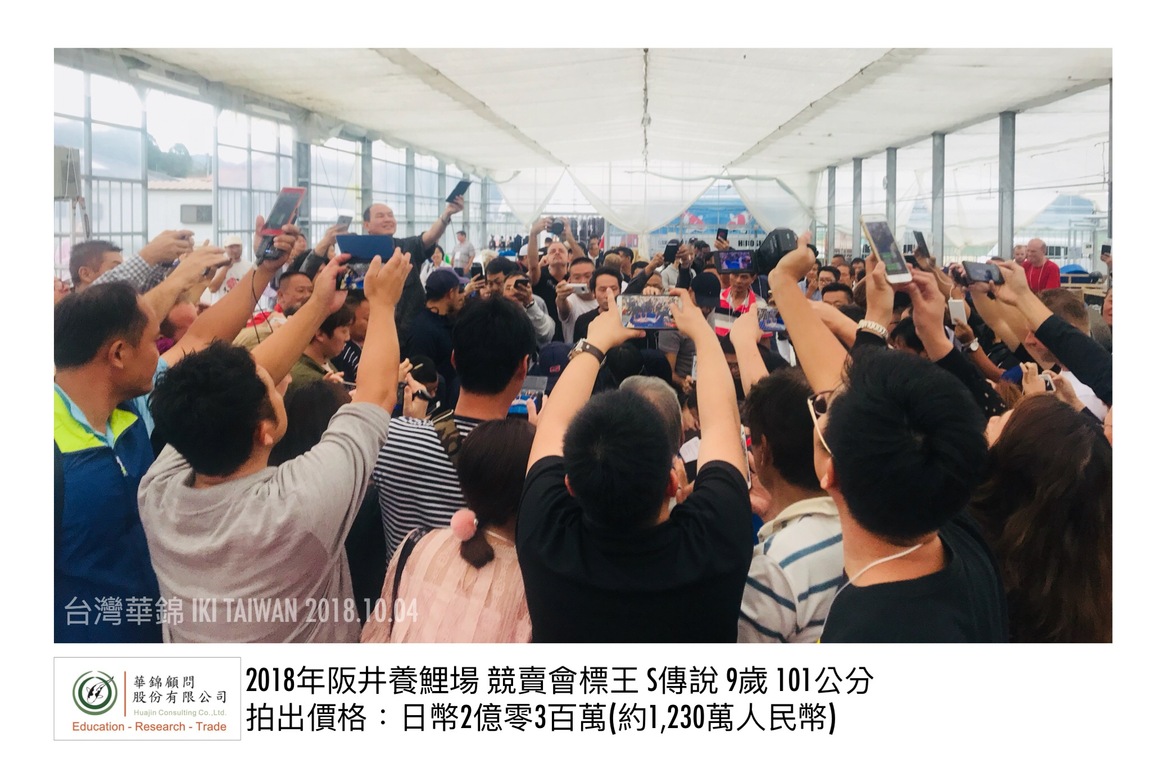 台灣華錦 IKI TAIWAN 2018.10.04
華錦顧問
股份有限公司
Huajin Consulting Co.,Ltd.
Education - Research - Trade
2018年阪井養鯉場 競賣會標王 S傳說 9歲 101公分
拍出價格：日幣2億零3百萬(約1,230萬人民幣)